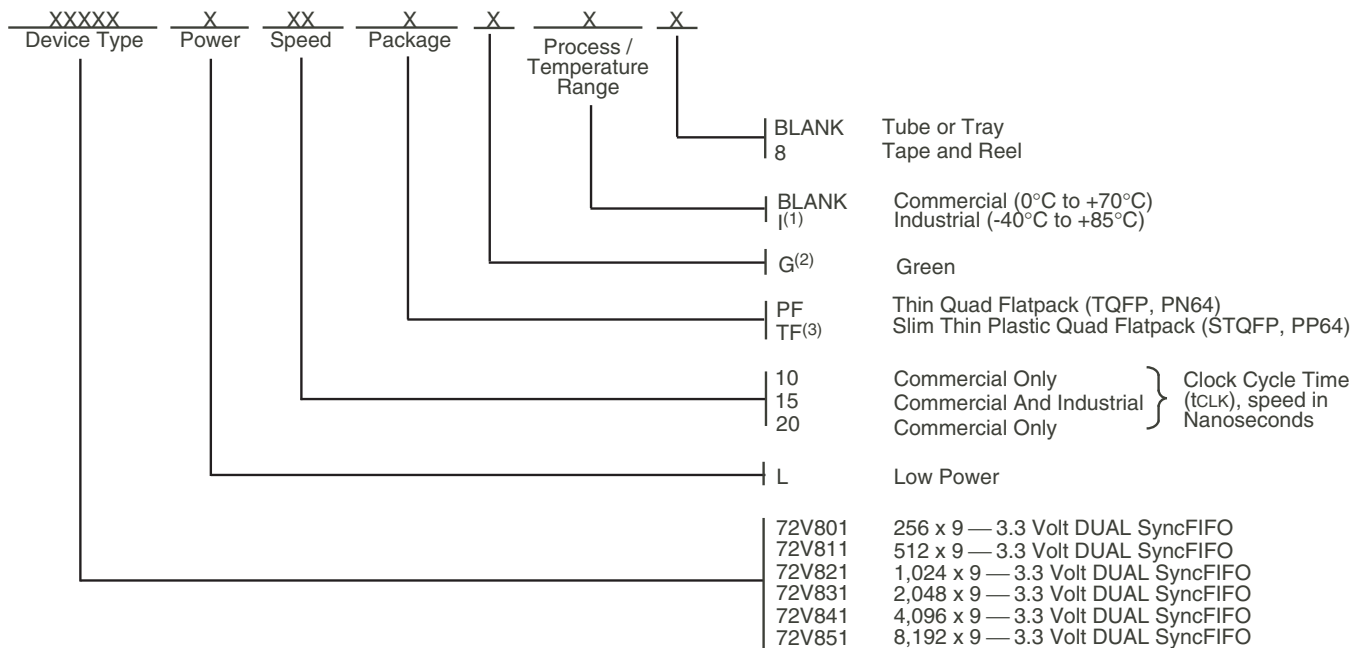 XXXXX X XX X X X X
Device Type Power Speed Package Process /
Temperature
Range
BLANK Tube or Tray
8 Tape and Reel
BLANK Commercial (0°C to +70°C)
I(1) Industrial (-40°C to +85°C)
G(2) Green
PF Thin Quad Flatpack (TQFP, PN64)
TF(3) Slim Thin Plastic Quad Flatpack (STQFP, PP64)
10 Commercial Only
15 Commercial And Industrial
20 Commercial Only
Clock Cycle Time
(tCLK), speed in
Nanoseconds
L Low Power
72V801 256 x 9 — 3.3 Volt DUAL SyncFIFO
72V811 512 x 9 — 3.3 Volt DUAL SyncFIFO
72V821 1,024 x 9 — 3.3 Volt DUAL SyncFIFO
72V831 2,048 x 9 — 3.3 Volt DUAL SyncFIFO
72V841 4,096 x 9 — 3.3 Volt DUAL SyncFIFO
72V851 8,192 x 9 — 3.3 Volt DUAL SyncFIFO